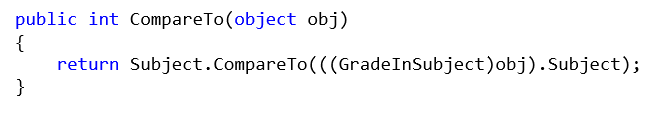 public int CompareTo(object obj)
{
    return Subject.CompareTo(((GradeInSubject)obj).Subject);
}